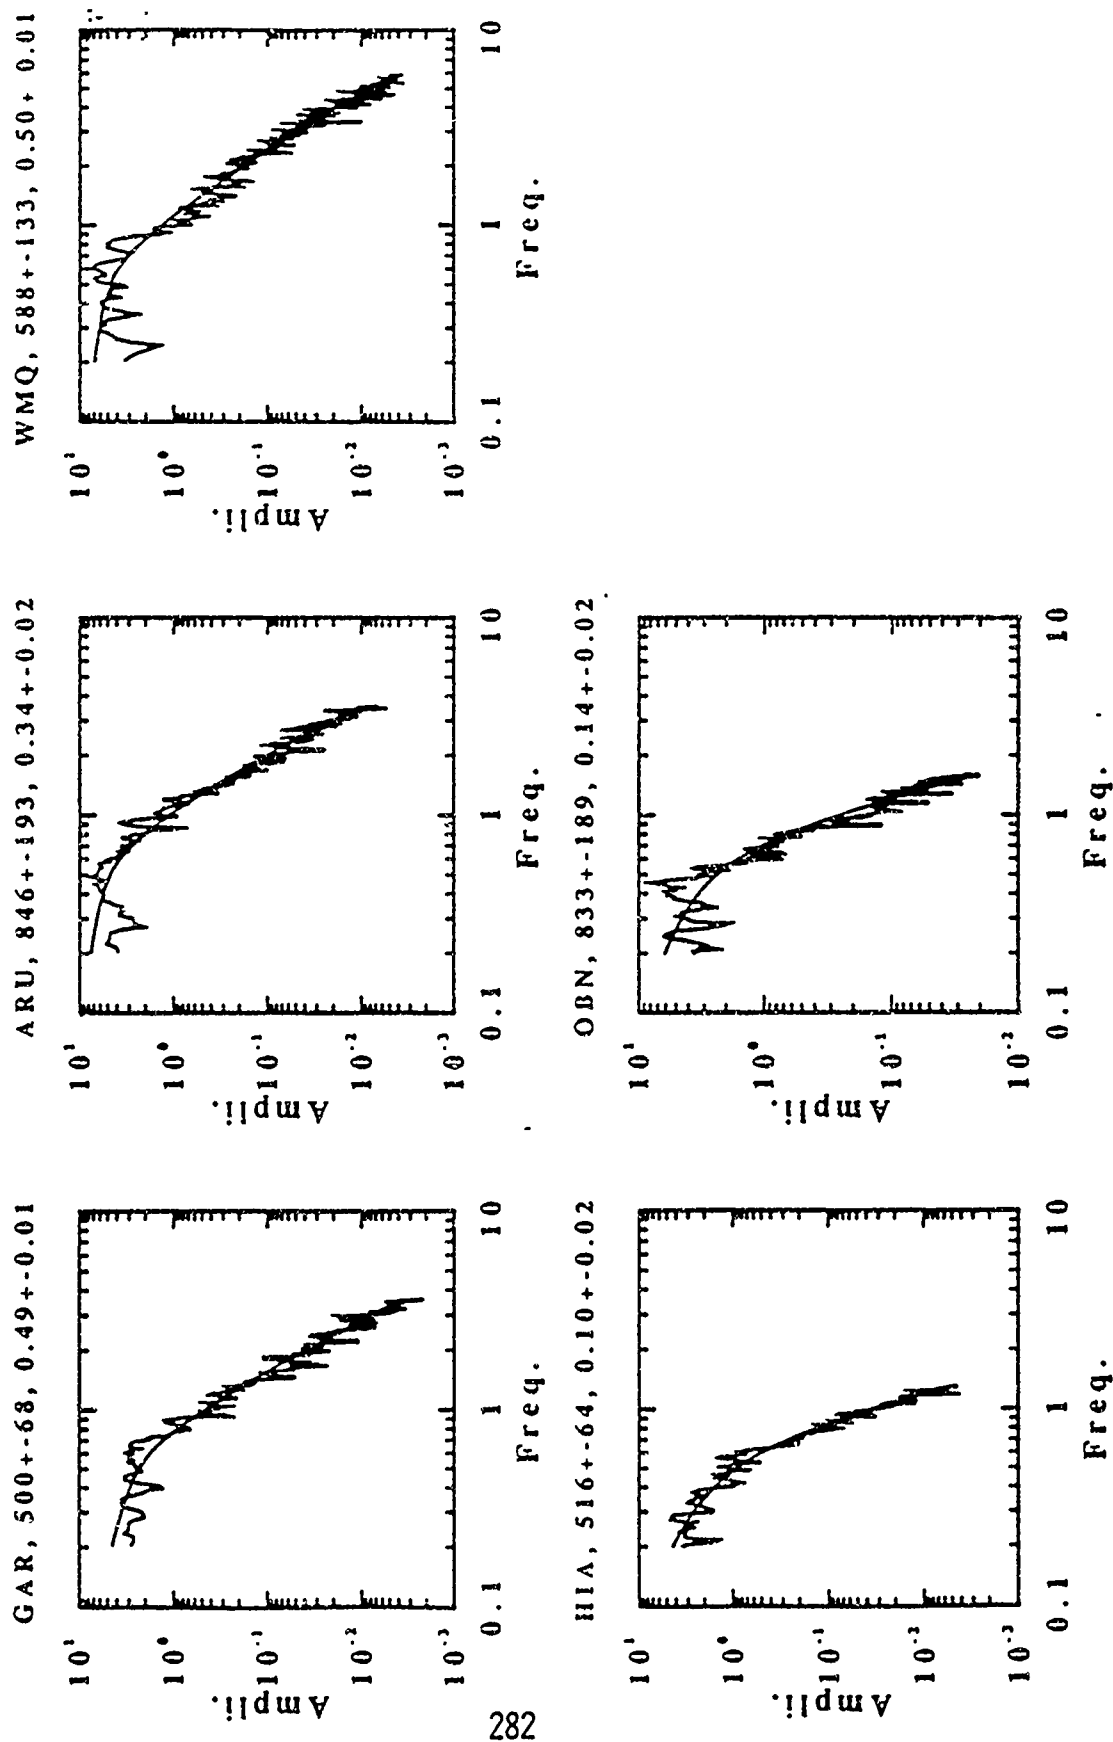 GAR, 500+-68, 0.49+-0.01
10¹
10⁰
10⁻¹
10⁻²
10⁻³
Ampli.
0.1
1
10
Freq.
ARU, 846+-193, 0.34+-0.02
10¹
10⁰
10⁻¹
10⁻²
10⁻³
Ampli.
0.1
1
10
Freq.
WMQ, 588+-133, 0.50+ 0.01
10¹
10⁰
10⁻¹
10⁻²
10⁻³
Ampli.
0.1
1
10
Freq.
HIA, 516+-64, 0.10+-0.02
10¹
10⁰
10⁻¹
10⁻²
10⁻³
Ampli.
0.1
1
10
Freq.
OBN, 833+-189, 0.14+-0.02
10¹
10⁰
10⁻¹
10⁻²
Ampli.
0.1
1
10
Freq.
282